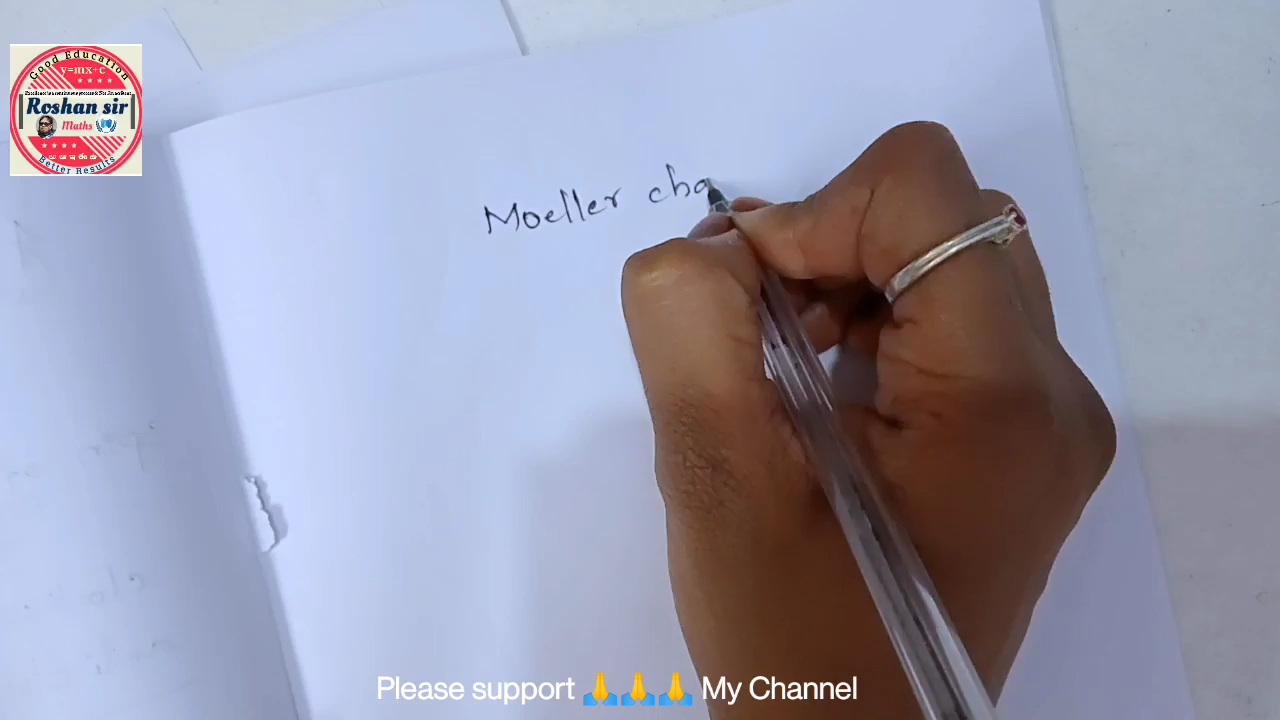 Good Education
y=mx+c
Roshan sir
Maths
Better Results
Moeller cha
Please support 🙏🙏🙏 My Channel